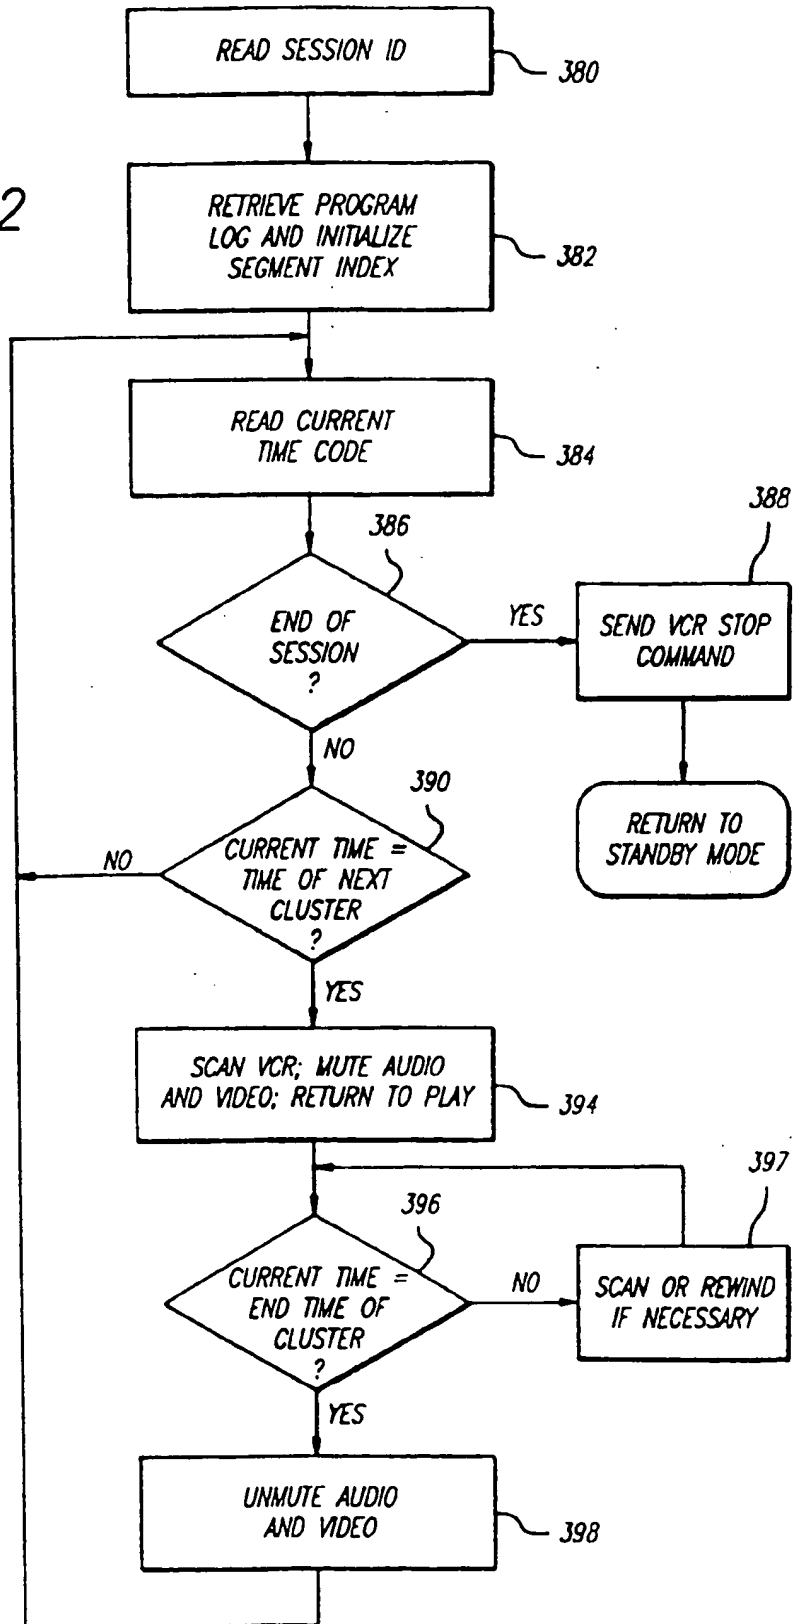 READ SESSION ID
380
2
RETRIEVE PROGRAM
LOG AND INITIALIZE
SEGMENT INDEX
382
READ CURRENT
TIME CODE
384
386
388
END OF
SESSION
?
YES
SEND VCR STOP
COMMAND
NO
390
RETURN TO
STANDBY MODE
CURRENT TIME =
TIME OF NEXT
CLUSTER
?
NO
YES
SCAN VCR; MUTE AUDIO
AND VIDEO; RETURN TO PLAY
394
397
396
CURRENT TIME =
END TIME OF
CLUSTER
?
NO
SCAN OR REWIND
IF NECESSARY
YES
UNMUTE AUDIO
AND VIDEO
398